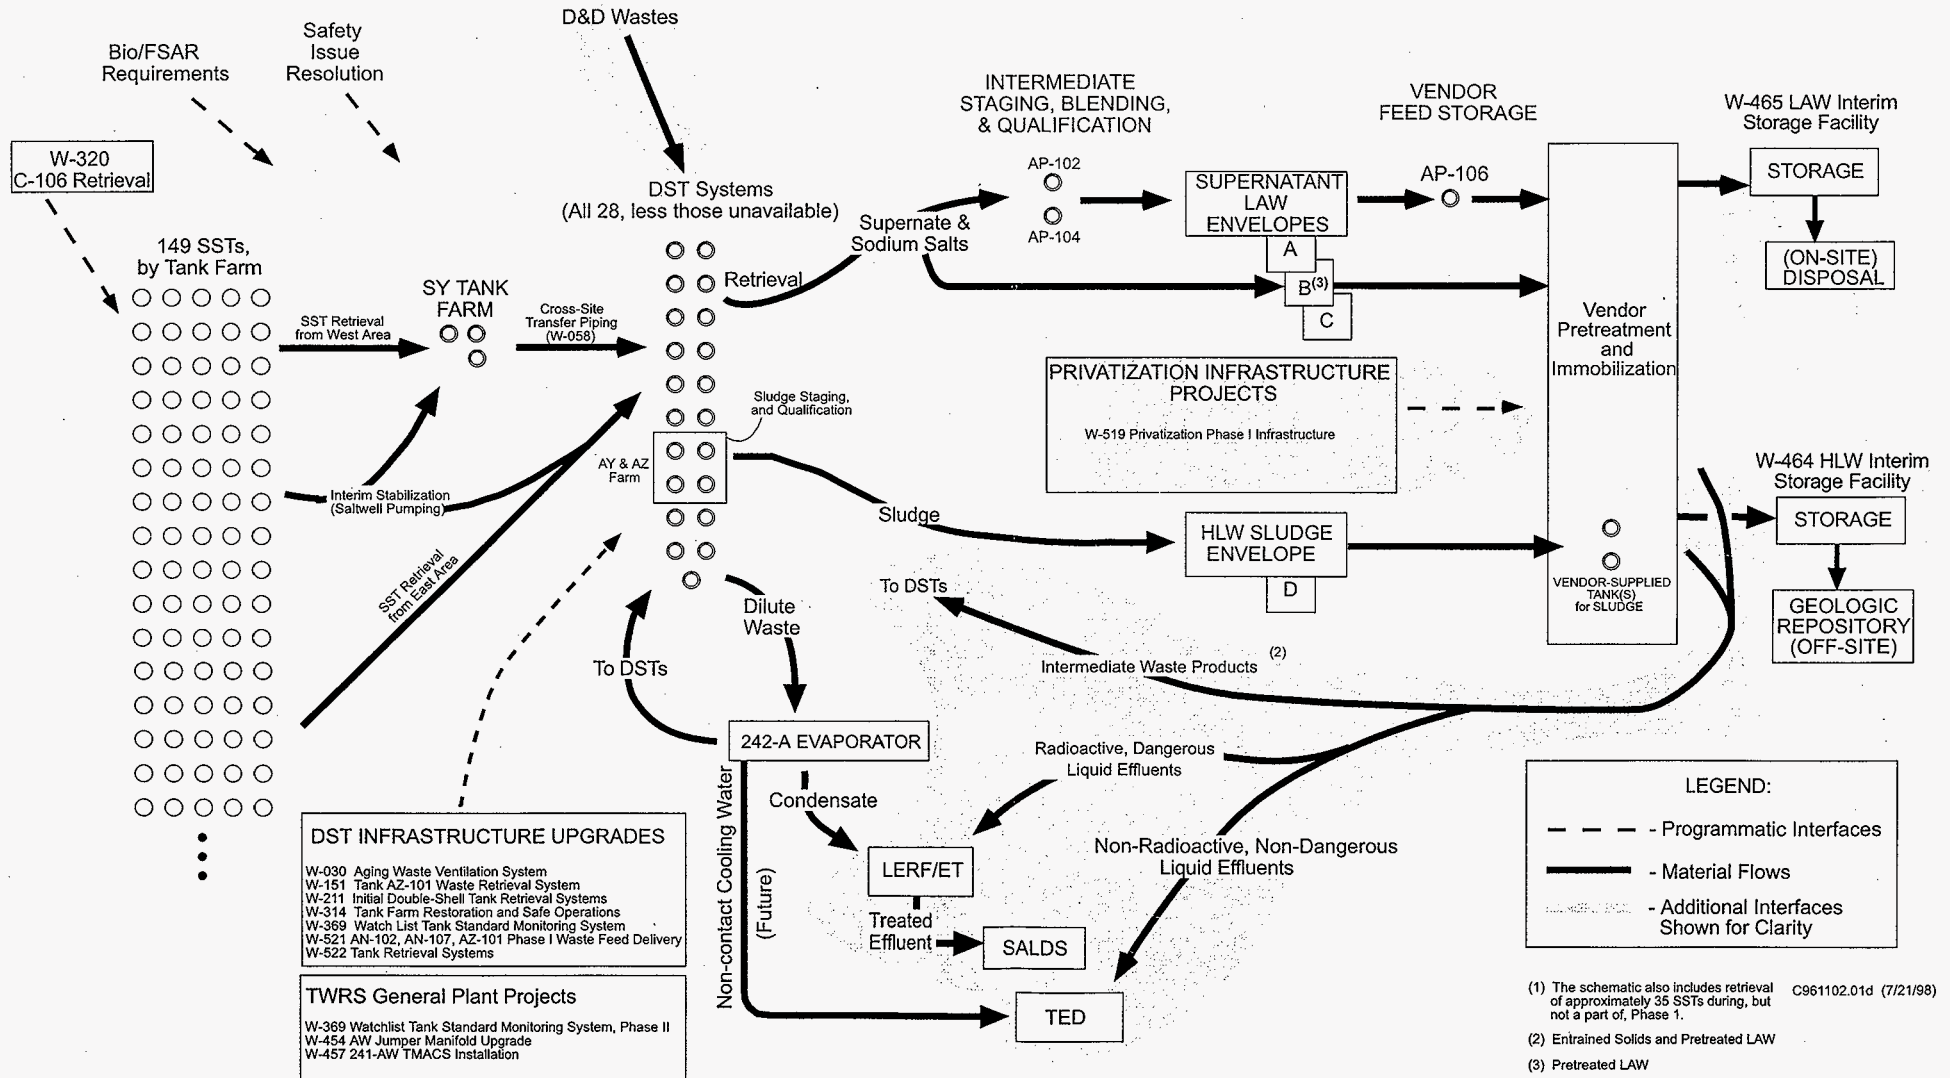 D&D Wastes
Safety
Issue
Resolution
Bio/FSAR
Requirements
W-320
C-106 Retrieval
149 SSTs,
by Tank Farm
SST Retrieval
from West Area
SY TANK
FARM
Cross-Site
Transfer Piping
(W-058)
Interim Stabilization
(Saltwell Pumping)
SST Retrieval
from East Area
DST Systems
(All 28, less those unavailable)
Retrieval
Supernate &
Sodium Salts
INTERMEDIATE
STAGING, BLENDING,
& QUALIFICATION
AP-102
AP-104
SUPERNATANT
LAW
ENVELOPES
A
B(3)
C
VENDOR
FEED STORAGE
AP-106
Vendor
Pretreatment
and
Immobilization
VENDOR-SUPPLIED
TANK(S)
for SLUDGE
W-465 LAW Interim
Storage Facility
STORAGE
(ON-SITE)
DISPOSAL
PRIVATIZATION INFRASTRUCTURE
PROJECTS
W-519 Privatization Phase I Infrastructure
Sludge Staging,
and Qualification
AY & AZ
Farm
Sludge
HLW SLUDGE
ENVELOPE
D
W-464 HLW Interim
Storage Facility
STORAGE
GEOLOGIC
REPOSITORY
(OFF-SITE)
To DSTs
Intermediate Waste Products (2)
Dilute
Waste
To DSTs
242-A EVAPORATOR
Condensate
Non-contact Cooling Water
(Future)
Radioactive, Dangerous
Liquid Effluents
LERF/ET
Treated
Effluent
SALDS
Non-Radioactive, Non-Dangerous
Liquid Effluents
TED
DST INFRASTRUCTURE UPGRADES
W-030 Aging Waste Ventilation System
W-151 Tank AZ-101 Waste Retrieval System
W-211 Initial Double-Shell Tank Retrieval Systems
W-314 Tank Farm Restoration and Safe Operations
W-369 Watch List Tank Standard Monitoring System
W-521 AN-102, AN-107, AZ-101 Phase I Waste Feed Delivery
W-522 Tank Retrieval Systems
TWRS General Plant Projects
W-369 Watchlist Tank Standard Monitoring System, Phase II
W-454 AW Jumper Manifold Upgrade
W-457 241-AW TMACS Installation
LEGEND:
- Programmatic Interfaces
- Material Flows
- Additional Interfaces
Shown for Clarity
(1) The schematic also includes retrieval
of approximately 35 SSTs during, but
not a part of, Phase 1.
C961102.01d (7/21/98)
(2) Entrained Solids and Pretreated LAW
(3) Pretreated LAW